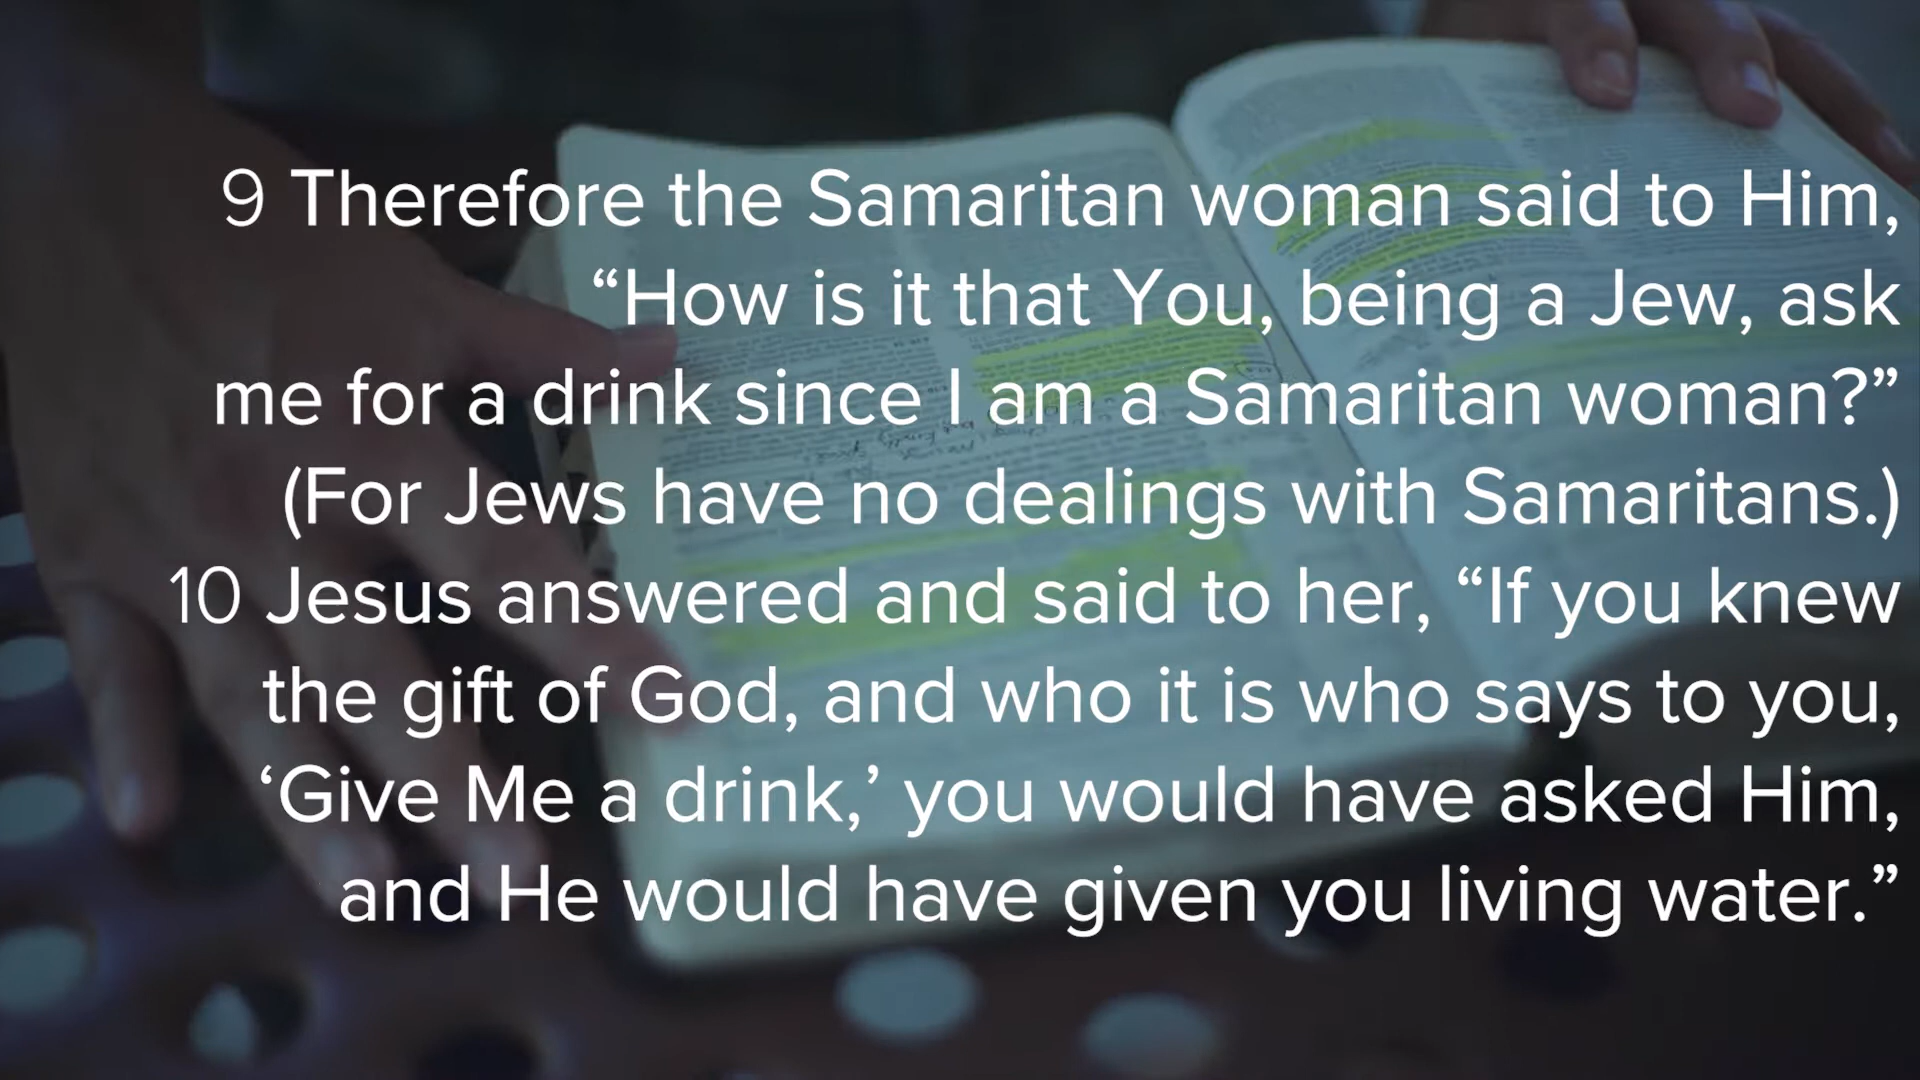 9 Therefore the Samaritan woman said to Him,
“How is it that You, being a Jew, ask
me for a drink since I am a Samaritan woman?”
(For Jews have no dealings with Samaritans.)
10 Jesus answered and said to her, “If you knew
the gift of God, and who it is who says to you,
‘Give Me a drink,’ you would have asked Him,
and He would have given you living water.”